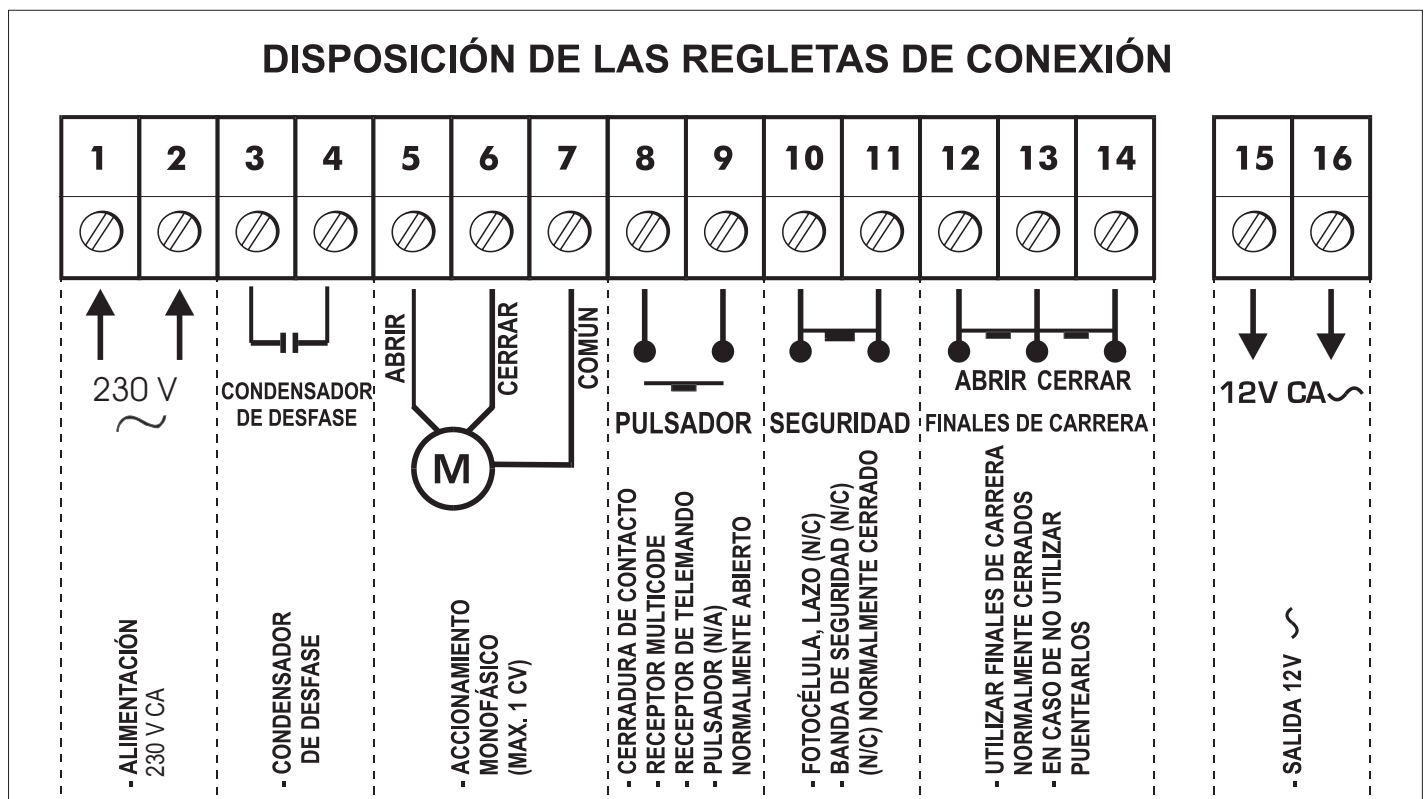 DISPOSICIÓN DE LAS REGLETAS DE CONEXIÓN
1 2 3 4 5 6 7 8 9 10 11 12 13 14 15 16
230 V
CONDENSADOR
DE DESFASE
ABRIR
CERRAR
COMÚN
M
PULSADOR
SEGURIDAD
ABRIR CERRAR
FINALES DE CARRERA
12V CA
- ALIMENTACIÓN
230 V CA
- CONDENSADOR
DE DESFASE
- ACCIONAMIENTO
MONOFÁSICO
(MAX. 1 CV)
- CERRADURA DE CONTACTO
- RECEPTOR MULTICODE
- RECEPTOR DE TELEMANDO
- PULSADOR (N/A)
NORMALMENTE ABIERTO
- FOTOCÉLULA, LAZO (N/C)
- BANDA DE SEGURIDAD (N/C)
(N/C) NORMALMENTE CERRADO
- UTILIZAR FINALES DE CARRERA
NORMALMENTE CERRADOS
- EN CASO DE NO UTILIZAR
PUENTEARLOS
- SALIDA 12V